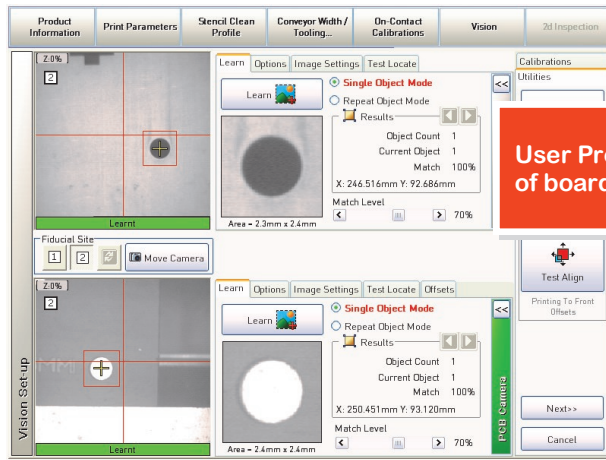 Product Information
Print Parameters
Stencil Clean Profile
Conveyor Width / Tooling...
On-Contact Calibrations
Vision
2d Inspection
Vision Set-up
Z:0%
2
Learnt
Learn
Options
Image Settings
Test Locate
Learn
Single Object Mode
Repeat Object Mode
Results
Object Count 1
Current Object 1
Match 100%
X: 246.516mm Y: 92.686mm
Match Level
70%
Area = 2.3mm x 2.4mm
<<
Calibrations
Utilities
User Pr
of board
Fiducial Site
1
2
Move Camera
Z:0%
2
MM
Learnt
Learn
Options
Image Settings
Test Locate
Offsets
Learn
Single Object Mode
Repeat Object Mode
Results
Object Count 1
Current Object 1
Match 100%
X: 250.451mm Y: 93.120mm
Match Level
70%
Area = 2.4mm x 2.4mm
<<
PCB Camera
Test Align
Printing To Front
Offsets
Next>>
Cancel